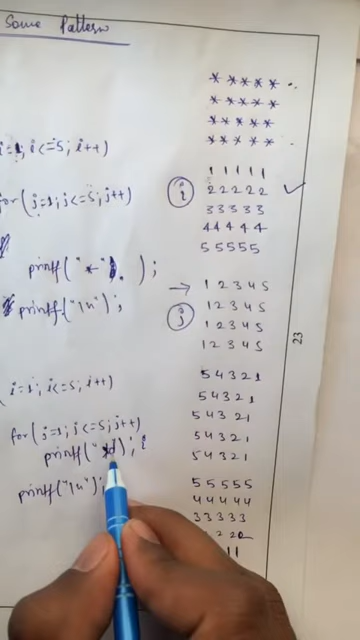 Some Pattern
i=1; i<=5; i++)
for(j=1; j<=5; j++)
printf("*" );
printf("\n");
(i=1; i<=5, i++)
for(j=1; j<=5; j++)
printf("%d"); i
printf("\n");
* * * * *
* * * * *
* * * * *
* * * * *
1 1 1 1 1
i 2 2 2 2 2
3 3 3 3 3
4 4 4 4 4
5 5 5 5 5
→ 1 2 3 4 5
j 1 2 3 4 5
1 2 3 4 5
1 2 3 4 5
5 4 3 2 1
5 4 3 2 1
5 4 3 2 1
5 4 3 2 1
5 4 3 2 1
5 5 5 5 5
4 4 4 4 4
3 3 3 3 3
2 2 2
1 1
23